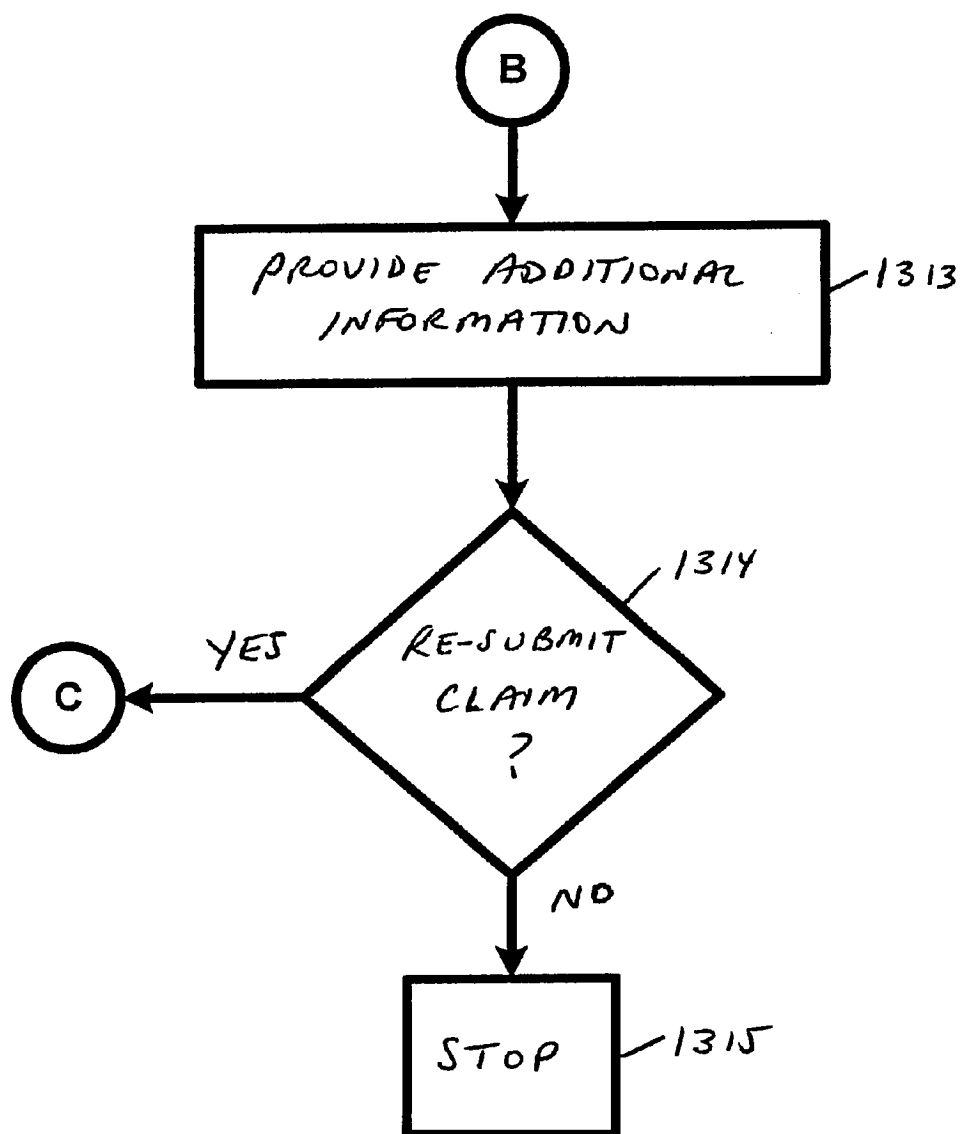 B
PROVIDE ADDITIONAL
INFORMATION
1313
1314
RE-SUBMIT
CLAIM
?
YES
C
NO
STOP
1315